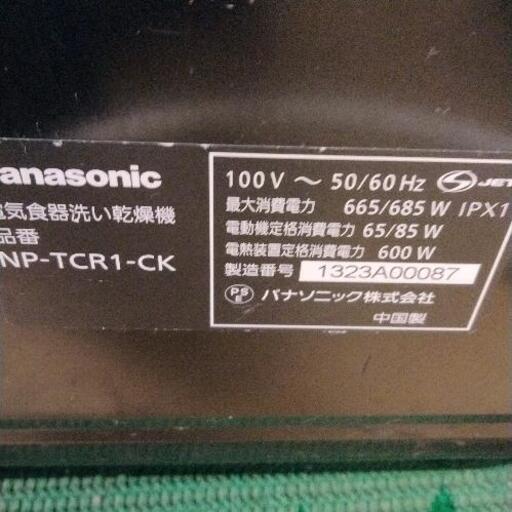 Panasonic
電気食器洗い乾燥機
品番
NP-TCR1-CK
100V ～ 50/60Hz JET
最大消費電力 665/685W IPX1
電動機定格消費電力 65/85W
電熱装置定格消費電力 600W
製造番号 1323A00087
PSE パナソニック株式会社
中国製